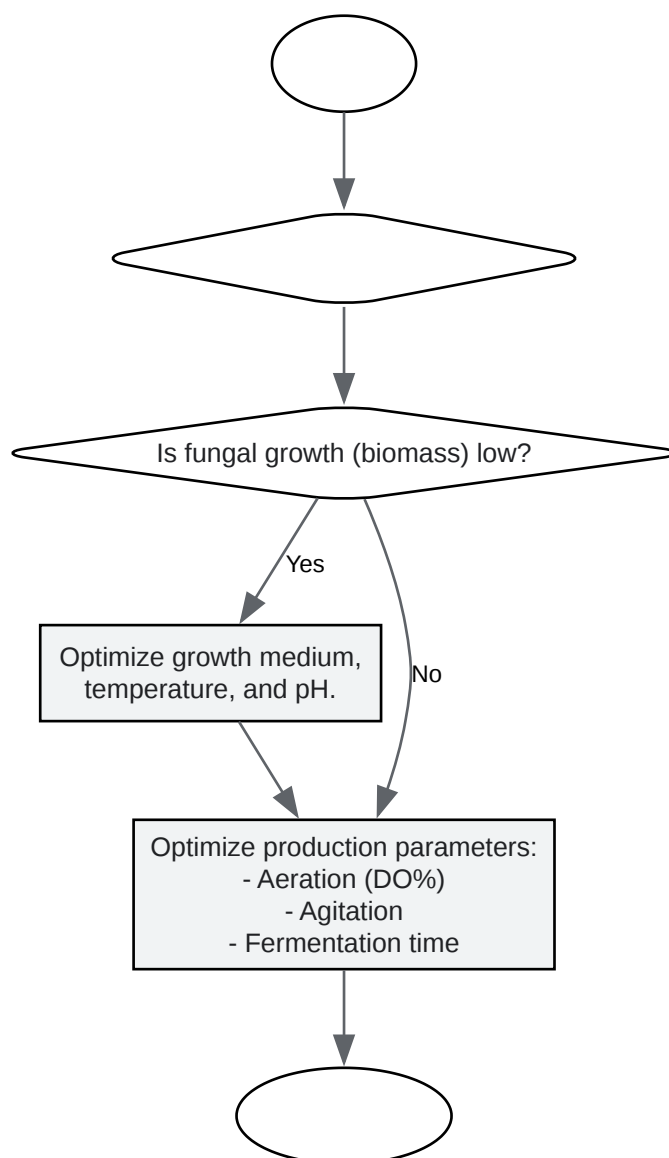 Is fungal growth (biomass) low?
Yes
Optimize growth medium,
temperature, and pH.
No
Optimize production parameters:
- Aeration (DO%)
- Agitation
- Fermentation time